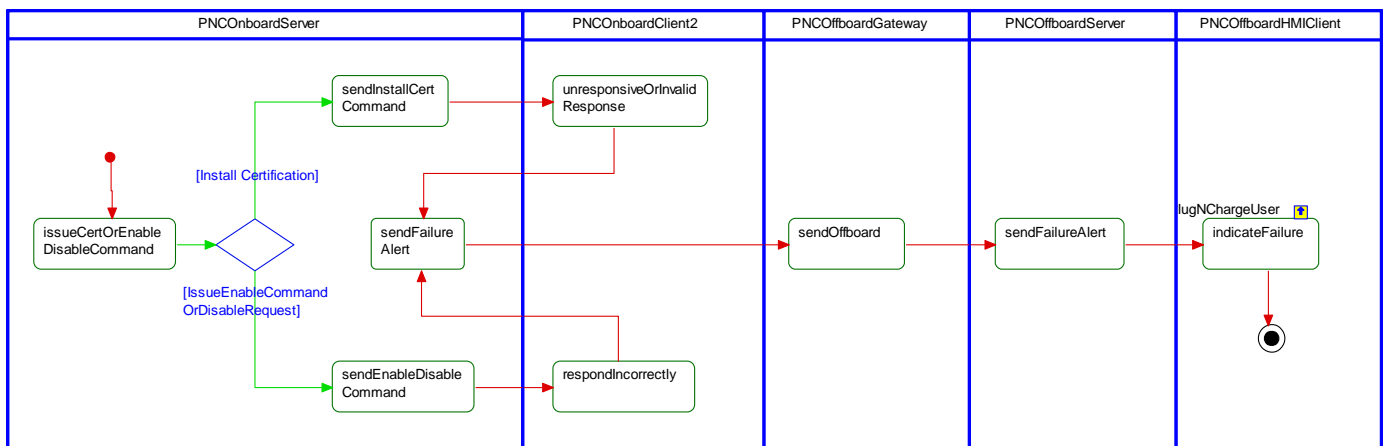 PNCOnboardServer
PNCOnboardClient2
PNCOffboardGateway
PNCOffboardServer
PNCOffboardHMIClient
sendInstallCert
Command
unresponsiveOrInvalid
Response
[Install Certification]
issueCertOrEnable
DisableCommand
sendFailure
Alert
sendOffboard
sendFailureAlert
lugNChargeUser
indicateFailure
[IssueEnableCommand
OrDisableRequest]
sendEnableDisable
Command
respondIncorrectly